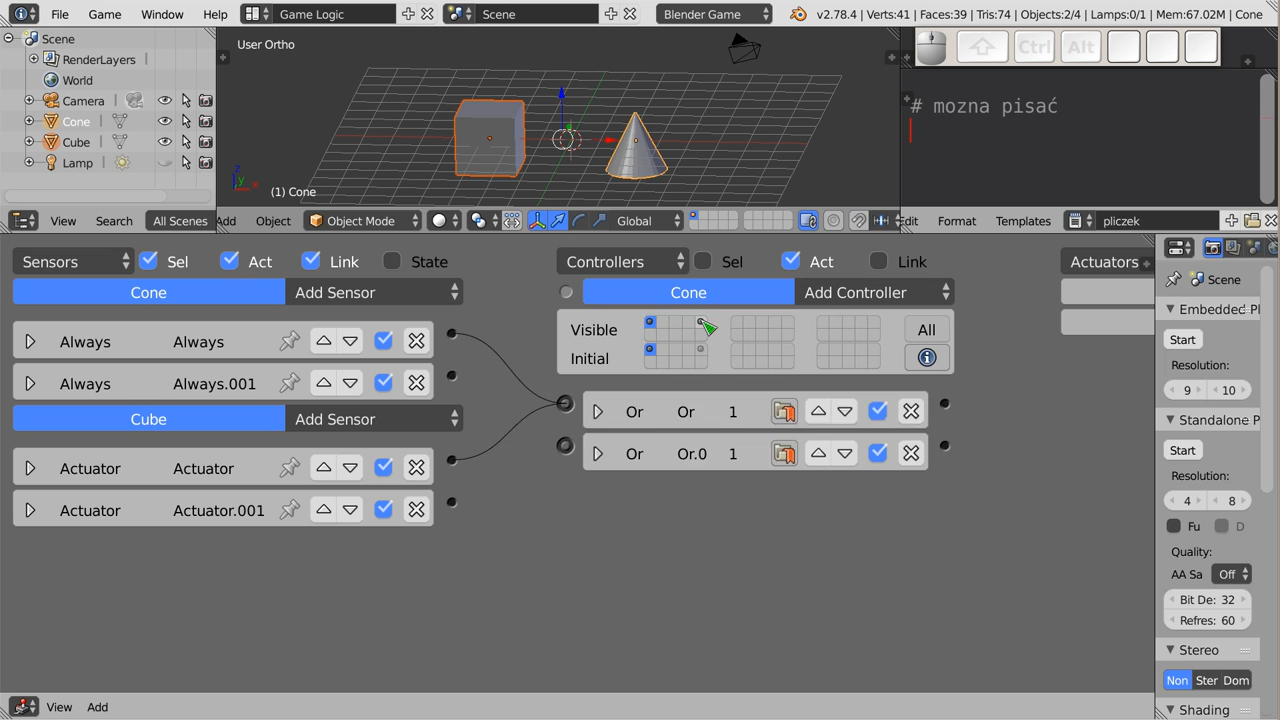 File Game Window Help Game Logic Scene Blender Game v2.78.4 | Verts:41 | Faces:39 | Tris:74 | Objects:2/4 | Lamps:0/1 | Mem:67.02M | Cone
Scene
RenderLayers
World
Camera
Cone
Cube
Lamp
View Search All Scenes
User Ortho
(1) Cone
Add Object Object Mode Global
Ctrl Alt
# mozna pisać
Edit Format Templates pliczek
Sensors Sel Act Link State
Cone Add Sensor
Always Always
Always Always.001
Cube Add Sensor
Actuator Actuator
Actuator Actuator.001
Controllers Sel Act Link
Cone Add Controller
Visible All
Initial
Or Or 1
Or Or.0 1
Actuators
View Add
Scene
Embedded Pl
Start
Resolution:
9 10
Standalone P
Start
Resolution:
4 8
Fu D
Quality:
AA Sa Off
Bit De: 32
Refres: 60
Stereo
Non Ster Dom
Shading